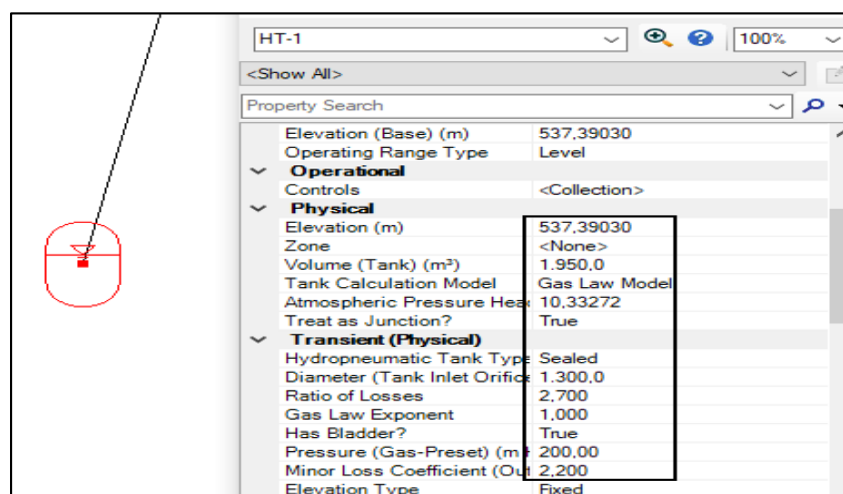 HT-1 100%
<Show All>
Property Search
Elevation (Base) (m) 537,39030
Operating Range Type Level
Operational
Controls <Collection>
Physical
Elevation (m) 537,39030
Zone <None>
Volume (Tank) (m³) 1.950,0
Tank Calculation Model Gas Law Model
Atmospheric Pressure Hea 10,33272
Treat as Junction? True
Transient (Physical)
Hydropneumatic Tank Type Sealed
Diameter (Tank Inlet Orifice 1.300,0
Ratio of Losses 2,700
Gas Law Exponent 1,000
Has Bladder? True
Pressure (Gas-Preset) (m 200,00
Minor Loss Coefficient (Out 2,200
Elevation Type Fixed